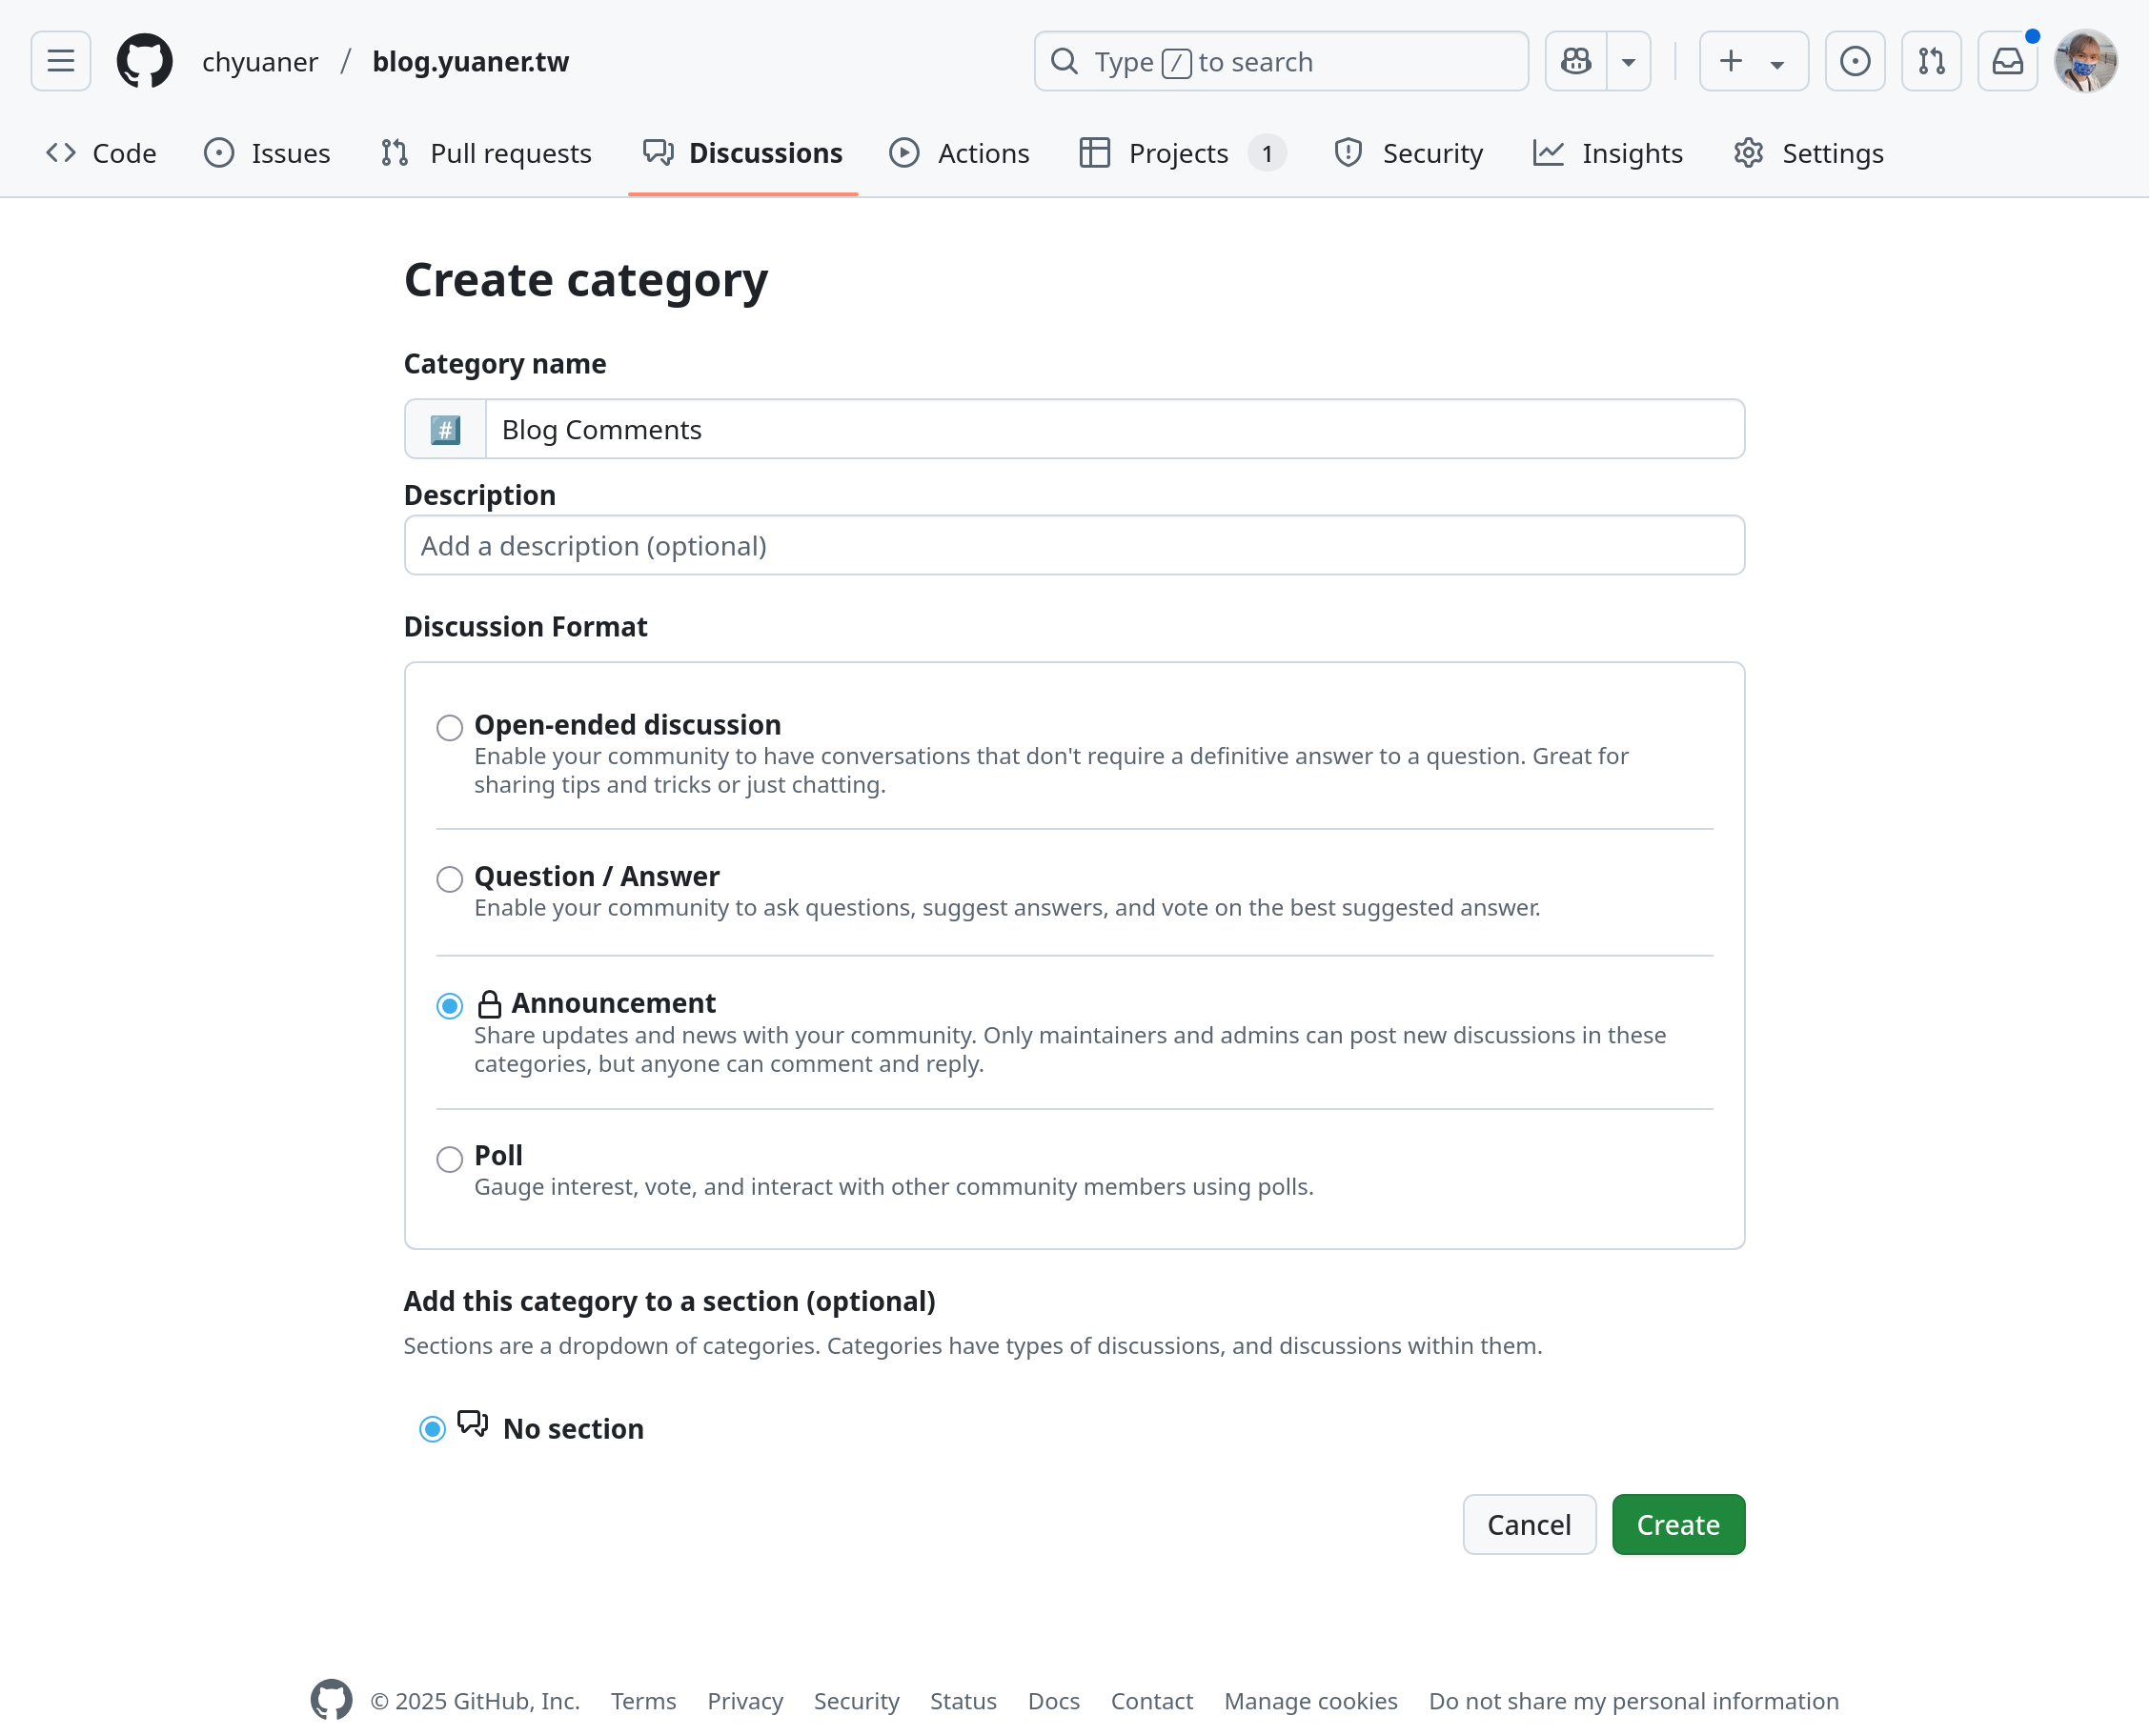 chyuaner / blog.yuaner.tw
Type / to search
Code Issues Pull requests Discussions Actions Projects 1 Security Insights Settings
Create category
Category name
# Blog Comments
Description
Add a description (optional)
Discussion Format
Open-ended discussion
Enable your community to have conversations that don't require a definitive answer to a question. Great for
sharing tips and tricks or just chatting.
Question / Answer
Enable your community to ask questions, suggest answers, and vote on the best suggested answer.
Announcement
Share updates and news with your community. Only maintainers and admins can post new discussions in these
categories, but anyone can comment and reply.
Poll
Gauge interest, vote, and interact with other community members using polls.
Add this category to a section (optional)
Sections are a dropdown of categories. Categories have types of discussions, and discussions within them.
No section
Cancel Create
© 2025 GitHub, Inc. Terms Privacy Security Status Docs Contact Manage cookies Do not share my personal information